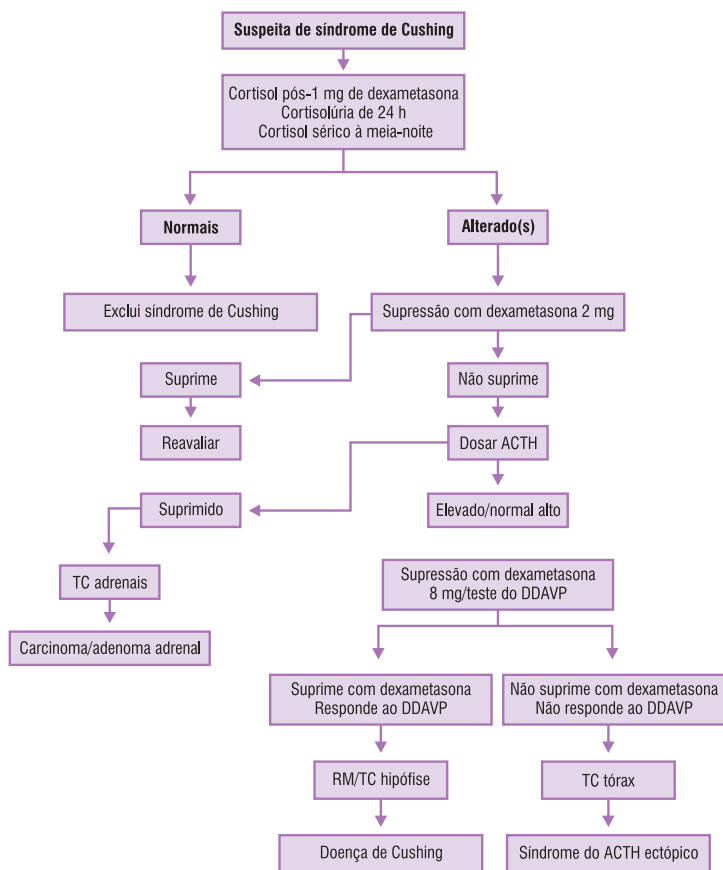 Suspeita de síndrome de Cushing
Cortisol pós-1 mg de dexametasona
Cortisolúria de 24 h
Cortisol sérico à meia-noite
Normais
Alterado(s)
Exclui síndrome de Cushing
Supressão com dexametasona 2 mg
Suprime
Não suprime
Reavaliar
Dosar ACTH
Suprimido
Elevado/normal alto
TC adrenais
Supressão com dexametasona
8 mg/teste do DDAVP
Carcinoma/adenoma adrenal
Suprime com dexametasona
Responde ao DDAVP
Não suprime com dexametasona
Não responde ao DDAVP
RM/TC hipófise
TC tórax
Doença de Cushing
Síndrome do ACTH ectópico